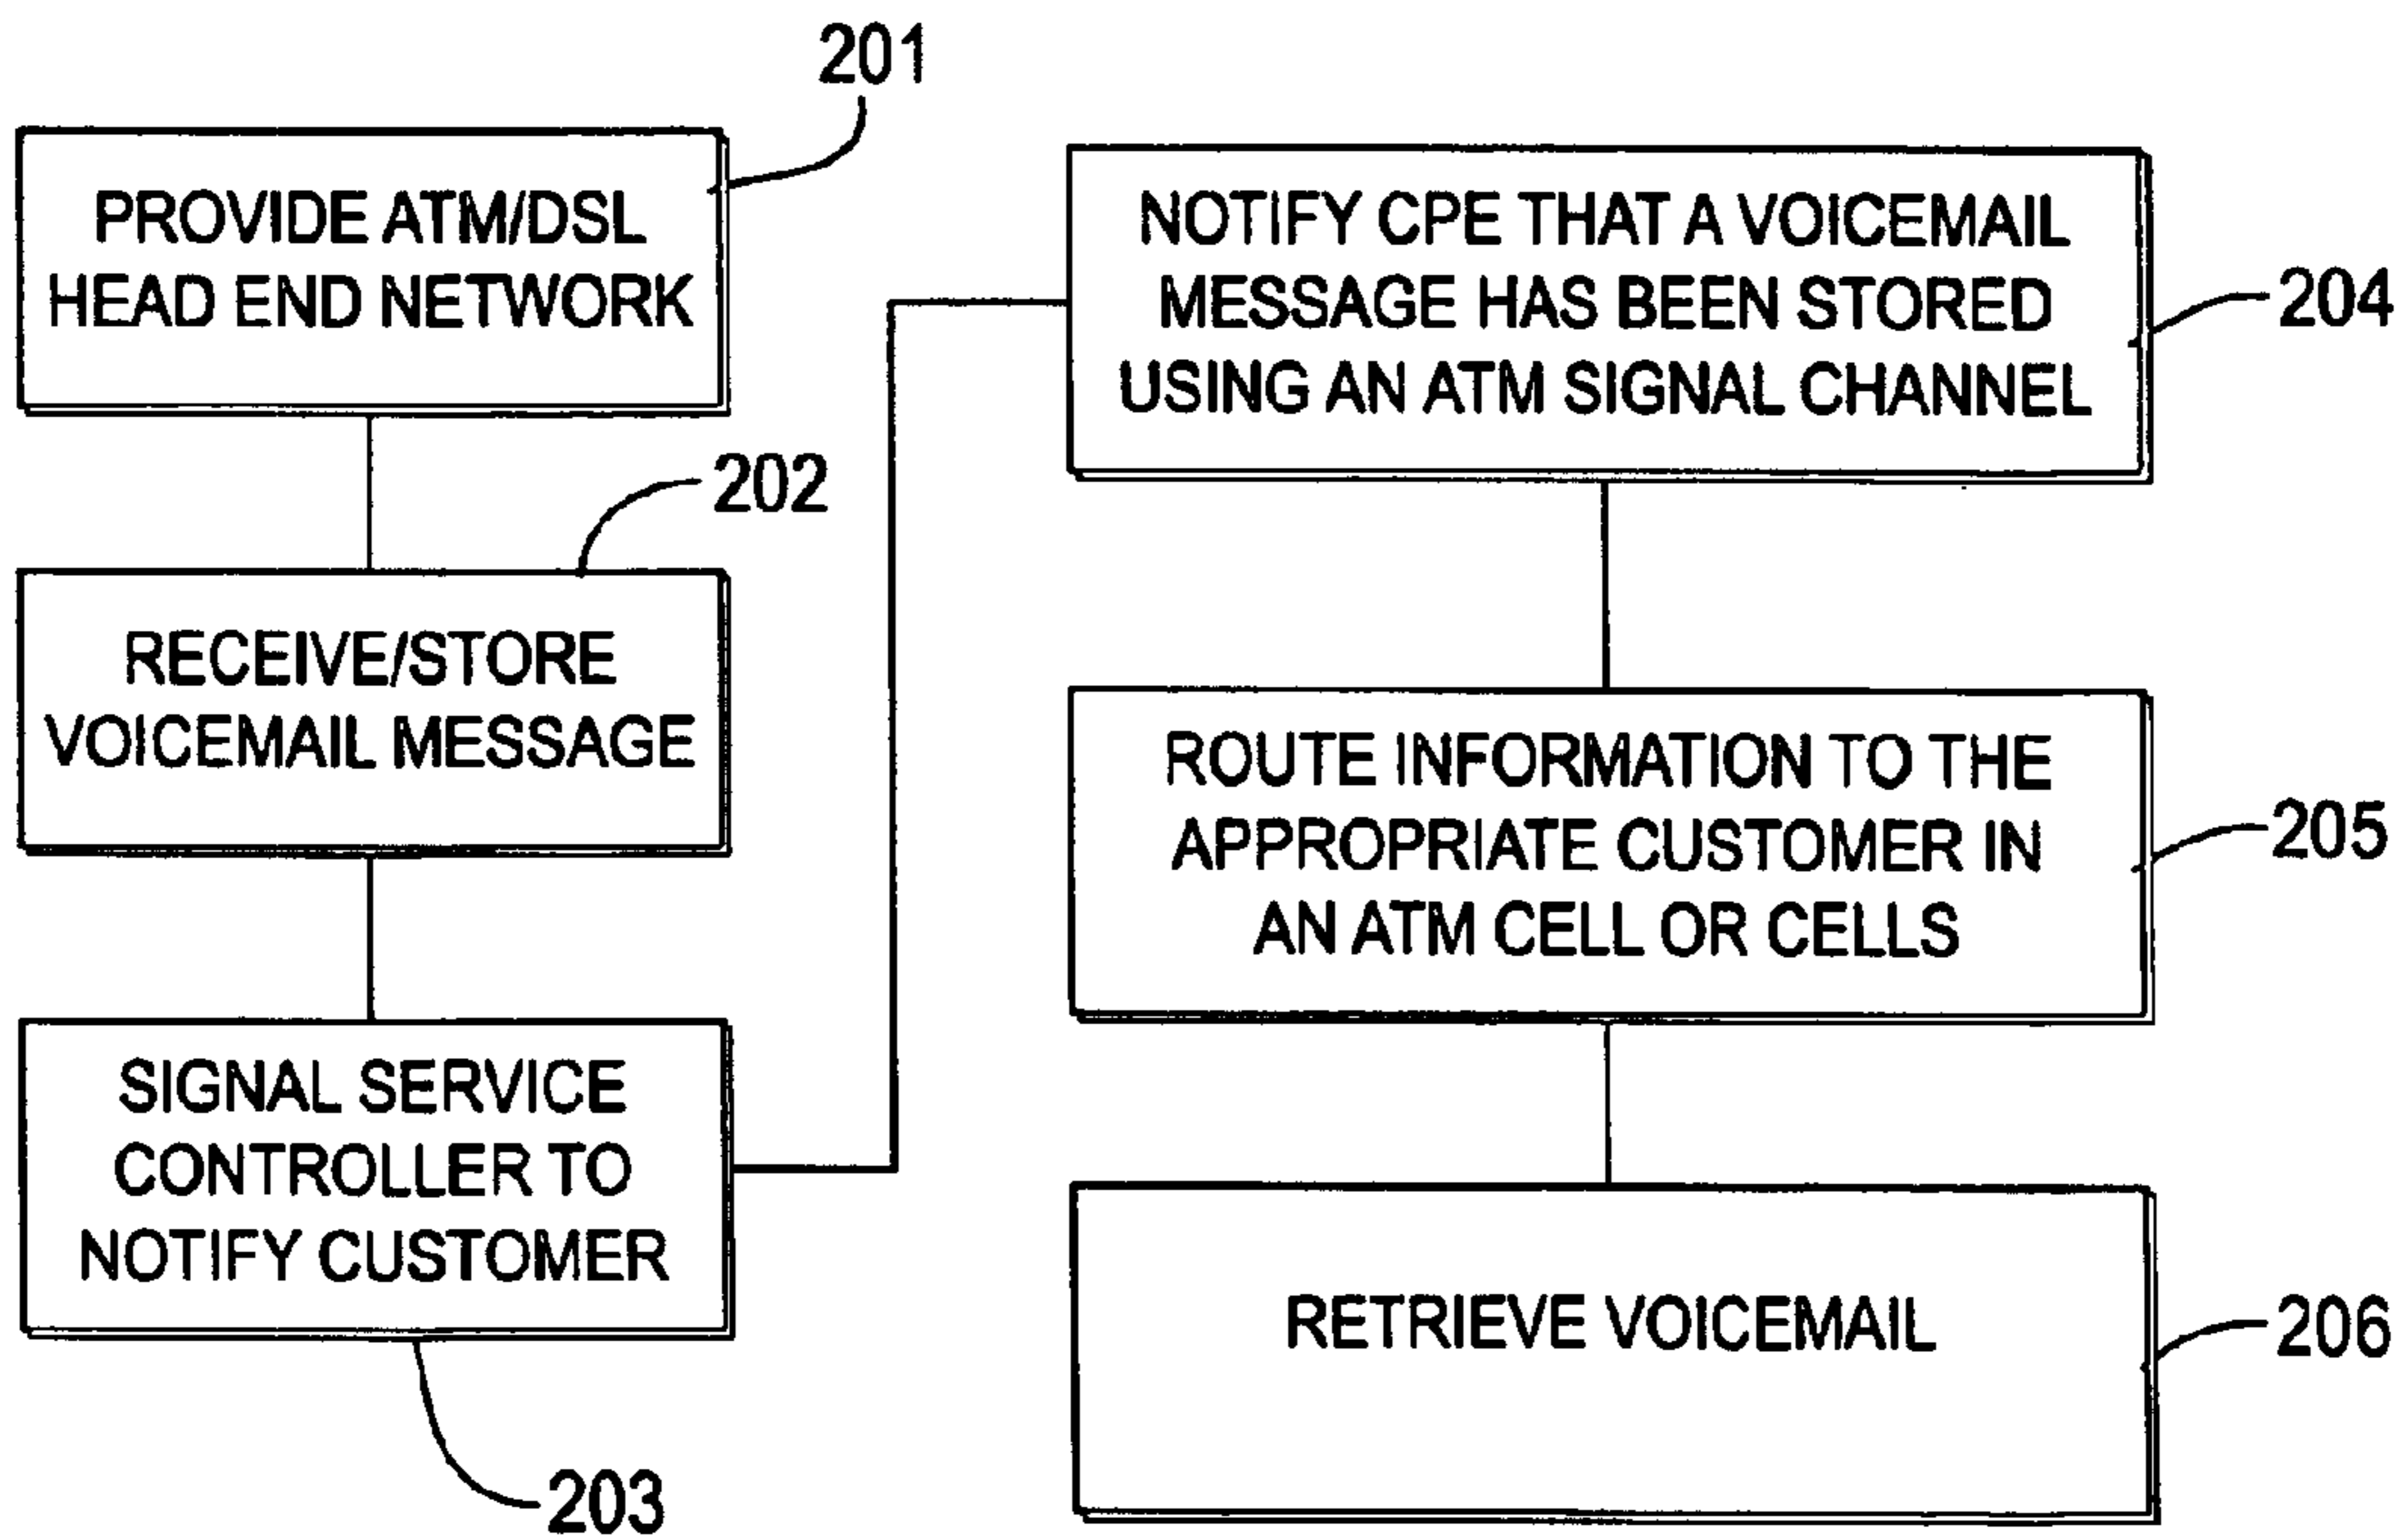 201
PROVIDE ATM/DSL
HEAD END NETWORK
202
RECEIVE/STORE
VOICEMAIL MESSAGE
SIGNAL SERVICE
CONTROLLER TO
NOTIFY CUSTOMER
203
NOTIFY CPE THAT A VOICEMAIL
MESSAGE HAS BEEN STORED
USING AN ATM SIGNAL CHANNEL
204
ROUTE INFORMATION TO THE
APPROPRIATE CUSTOMER IN
AN ATM CELL OR CELLS
205
RETRIEVE VOICEMAIL
206